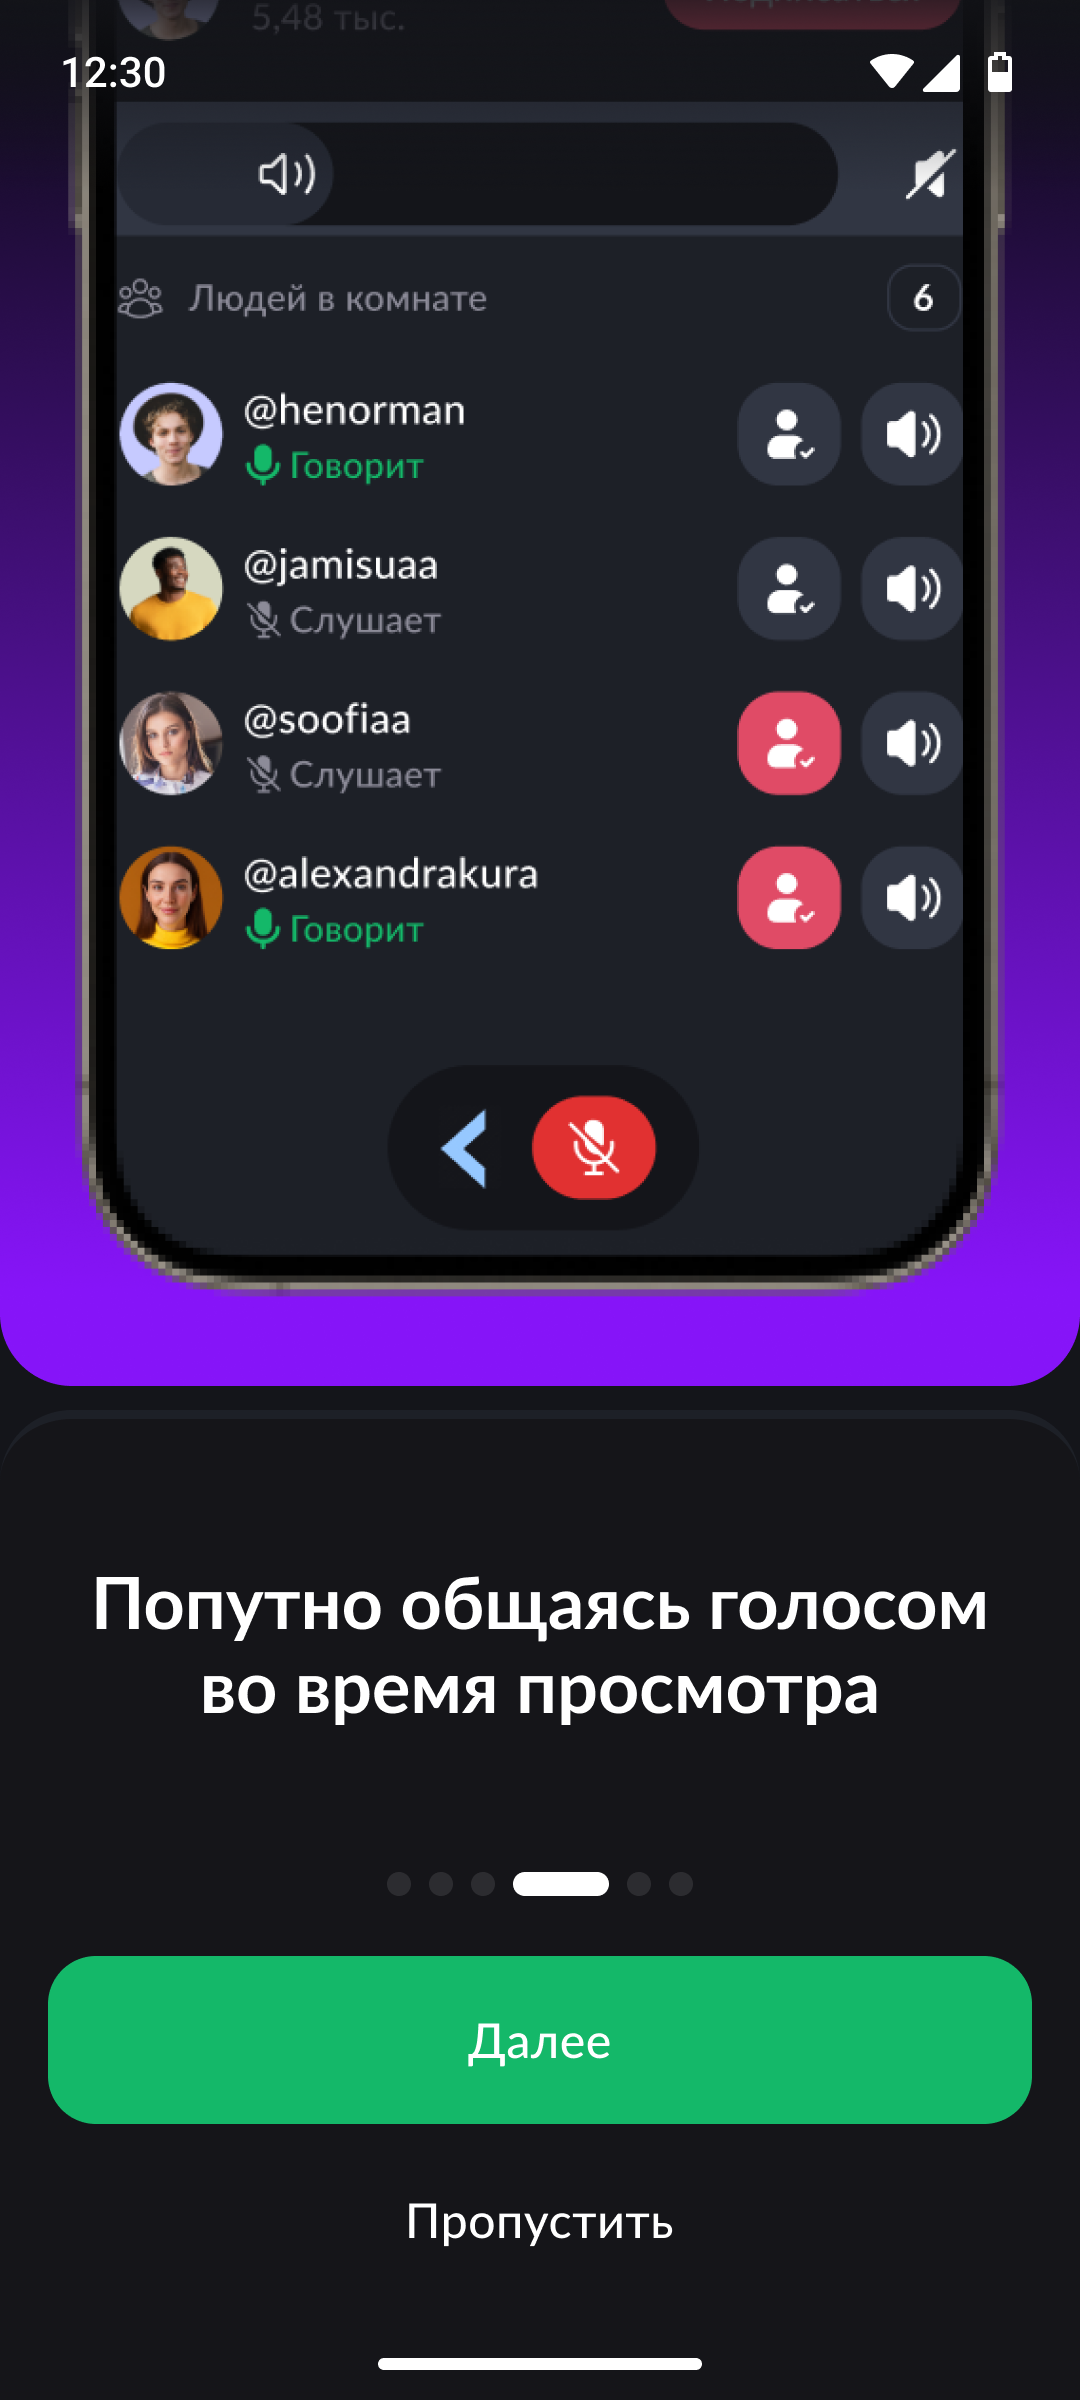 5,48 тыс.
Подписаться
12:30
Людей в комнате
6
@henorman
Говорит
@jamisuaa
Слушает
@soofiaa
Слушает
@alexandrakura
Говорит
Попутно общаясь голосом
во время просмотра
Далее
Пропустить